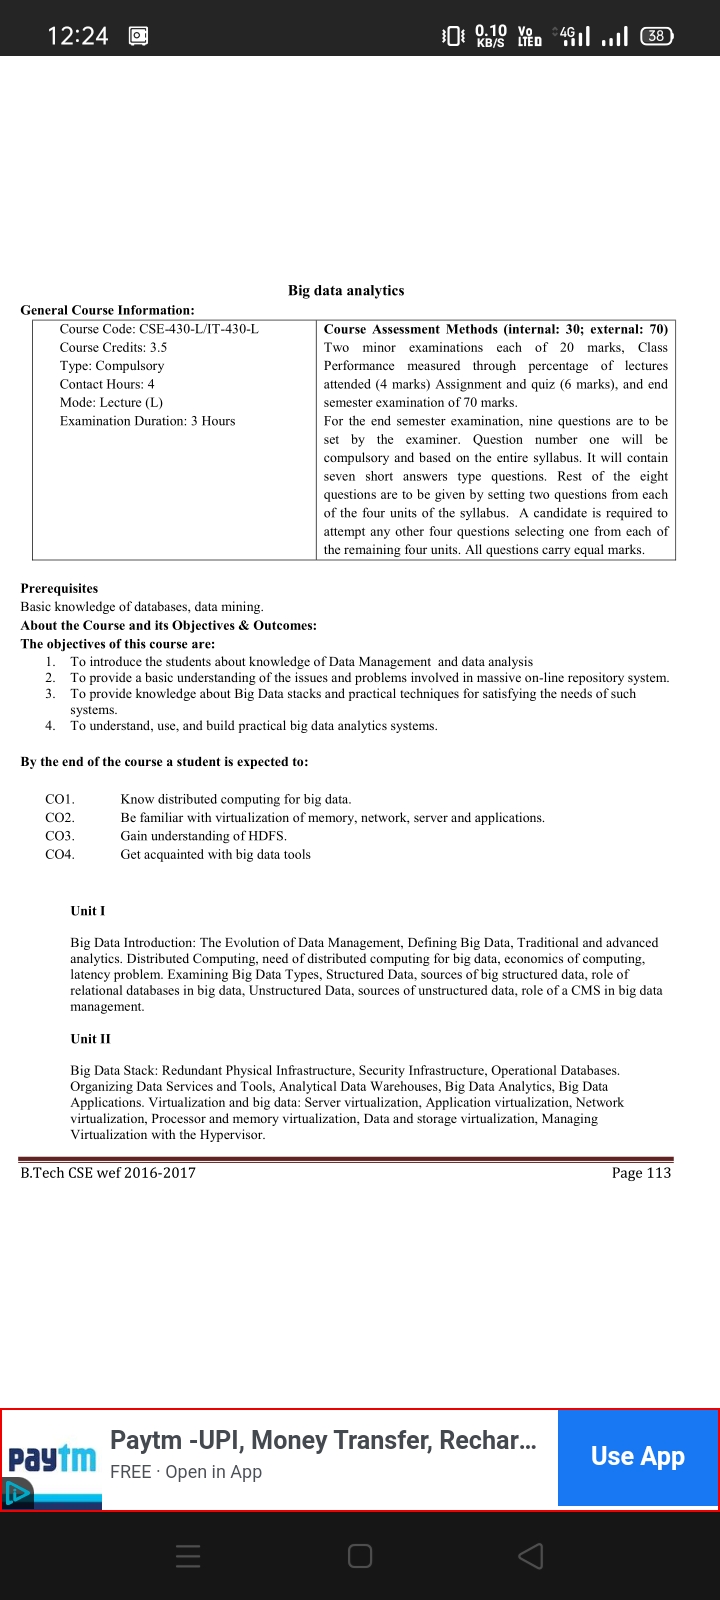 12:24
0.10 KB/S
Vo LTE
4G
38
Big data analytics
General Course Information:
Course Code: CSE-430-L/IT-430-L
Course Credits: 3.5
Type: Compulsory
Contact Hours: 4
Mode: Lecture (L)
Examination Duration: 3 Hours
Course Assessment Methods (internal: 30; external: 70)
Two minor examinations each of 20 marks, Class
Performance measured through percentage of lectures
attended (4 marks) Assignment and quiz (6 marks), and end
semester examination of 70 marks.
For the end semester examination, nine questions are to be
set by the examiner. Question number one will be
compulsory and based on the entire syllabus. It will contain
seven short answers type questions. Rest of the eight
questions are to be given by setting two questions from each
of the four units of the syllabus. A candidate is required to
attempt any other four questions selecting one from each of
the remaining four units. All questions carry equal marks.
Prerequisites
Basic knowledge of databases, data mining.
About the Course and its Objectives & Outcomes:
The objectives of this course are:
1. To introduce the students about knowledge of Data Management and data analysis
2. To provide a basic understanding of the issues and problems involved in massive on-line repository system.
3. To provide knowledge about Big Data stacks and practical techniques for satisfying the needs of such
systems.
4. To understand, use, and build practical big data analytics systems.
By the end of the course a student is expected to:
CO1. Know distributed computing for big data.
CO2. Be familiar with virtualization of memory, network, server and applications.
CO3. Gain understanding of HDFS.
CO4. Get acquainted with big data tools
Unit I
Big Data Introduction: The Evolution of Data Management, Defining Big Data, Traditional and advanced
analytics. Distributed Computing, need of distributed computing for big data, economics of computing,
latency problem. Examining Big Data Types, Structured Data, sources of big structured data, role of
relational databases in big data, Unstructured Data, sources of unstructured data, role of a CMS in big data
management.
Unit II
Big Data Stack: Redundant Physical Infrastructure, Security Infrastructure, Operational Databases.
Organizing Data Services and Tools, Analytical Data Warehouses, Big Data Analytics, Big Data
Applications. Virtualization and big data: Server virtualization, Application virtualization, Network
virtualization, Processor and memory virtualization, Data and storage virtualization, Managing
Virtualization with the Hypervisor.
B.Tech CSE wef 2016-2017
Page 113
paytm
Paytm -UPI, Money Transfer, Rechar...
FREE · Open in App
Use App